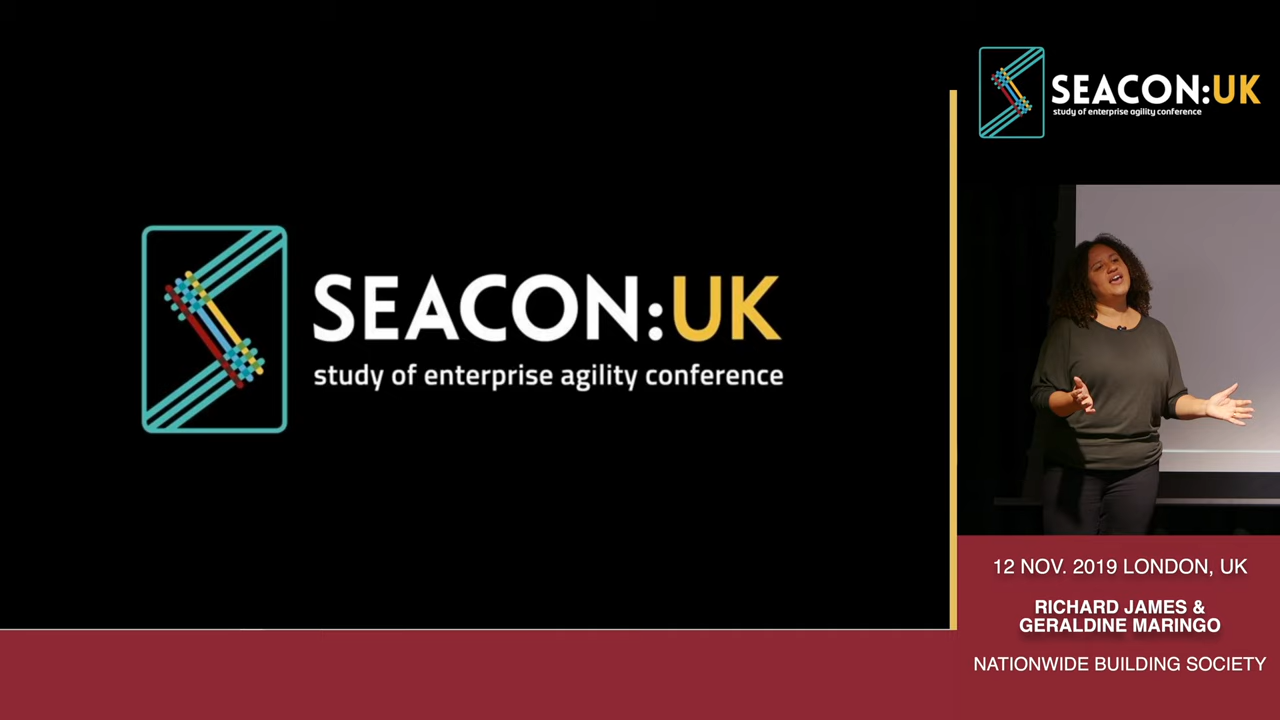 SEACON:UK
study of enterprise agility conference
SEACON:UK
study of enterprise agility conference
12 NOV. 2019 LONDON, UK
RICHARD JAMES &
GERALDINE MARINGO
NATIONWIDE BUILDING SOCIETY